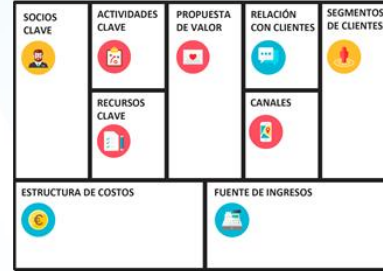 SOCIOS
CLAVE
ACTIVIDADES
CLAVE
PROPUESTA
DE VALOR
RELACIÓN
CON CLIENTES
SEGMENTOS
DE CLIENTES
RECURSOS
CLAVE
CANALES
ESTRUCTURA DE COSTOS
FUENTE DE INGRESOS